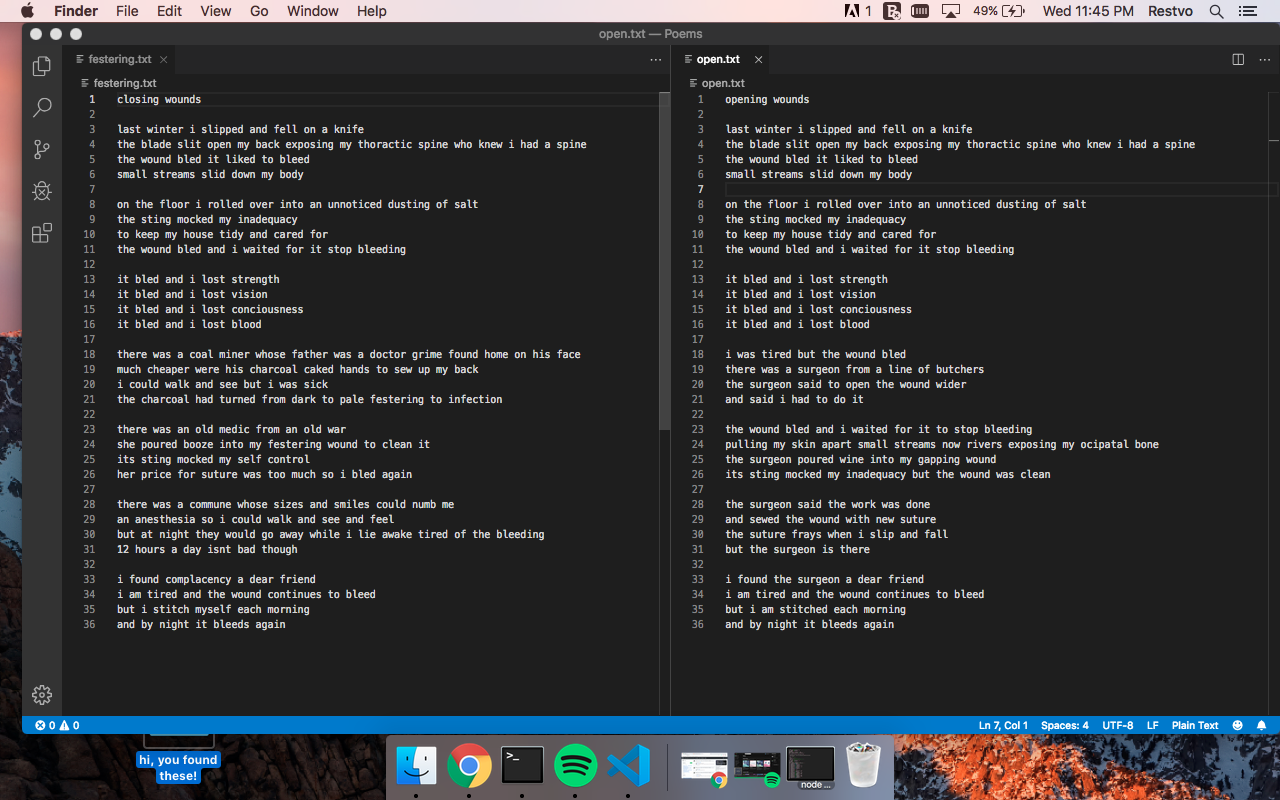 Finder File Edit View Go Window Help 1 49% Wed 11:45 PM Restvo
open.txt — Poems
festering.txt
festering.txt
1 closing wounds
2
3 last winter i slipped and fell on a knife
4 the blade slit open my back exposing my thoractic spine who knew i had a spine
5 the wound bled it liked to bleed
6 small streams slid down my body
7
8 on the floor i rolled over into an unnoticed dusting of salt
9 the sting mocked my inadequacy
10 to keep my house tidy and cared for
11 the wound bled and i waited for it stop bleeding
12
13 it bled and i lost strength
14 it bled and i lost vision
15 it bled and i lost conciousness
16 it bled and i lost blood
17
18 there was a coal miner whose father was a doctor grime found home on his face
19 much cheaper were his charcoal caked hands to sew up my back
20 i could walk and see but i was sick
21 the charcoal had turned from dark to pale festering to infection
22
23 there was an old medic from an old war
24 she poured booze into my festering wound to clean it
25 its sting mocked my self control
26 her price for suture was too much so i bled again
27
28 there was a commune whose sizes and smiles could numb me
29 an anesthesia so i could walk and see and feel
30 but at night they would go away while i lie awake tired of the bleeding
31 12 hours a day isnt bad though
32
33 i found complacency a dear friend
34 i am tired and the wound continues to bleed
35 but i stitch myself each morning
36 and by night it bleeds again
open.txt
open.txt
1 opening wounds
2
3 last winter i slipped and fell on a knife
4 the blade slit open my back exposing my thoractic spine who knew i had a spine
5 the wound bled it liked to bleed
6 small streams slid down my body
7
8 on the floor i rolled over into an unnoticed dusting of salt
9 the sting mocked my inadequacy
10 to keep my house tidy and cared for
11 the wound bled and i waited for it stop bleeding
12
13 it bled and i lost strength
14 it bled and i lost vision
15 it bled and i lost conciousness
16 it bled and i lost blood
17
18 i was tired but the wound bled
19 there was a surgeon from a line of butchers
20 the surgeon said to open the wound wider
21 and said i had to do it
22
23 the wound bled and i waited for it to stop bleeding
24 pulling my skin apart small streams now rivers exposing my ocipatal bone
25 the surgeon poured wine into my gapping wound
26 its sting mocked my inadequacy but the wound was clean
27
28 the surgeon said the work was done
29 and sewed the wound with new suture
30 the suture frays when i slip and fall
31 but the surgeon is there
32
33 i found the surgeon a dear friend
34 i am tired and the wound continues to bleed
35 but i am stitched each morning
36 and by night it bleeds again
0 0 Ln 7, Col 1 Spaces: 4 UTF-8 LF Plain Text
hi, you found
these!
node ...